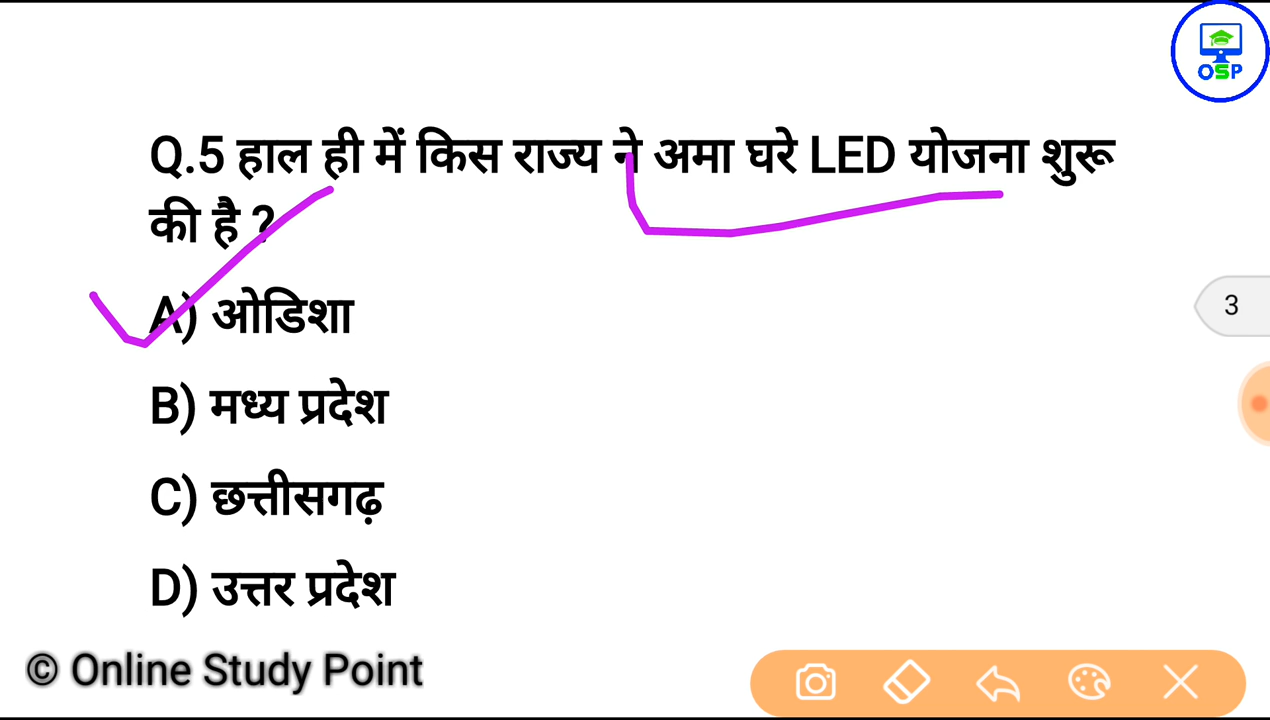 OSP
Q.5 हाल ही में किस राज्य ने अमा घरे LED योजना शुरू
की है ?
A) ओडिशा
3
B) मध्य प्रदेश
C) छत्तीसगढ़
D) उत्तर प्रदेश
© Online Study Point